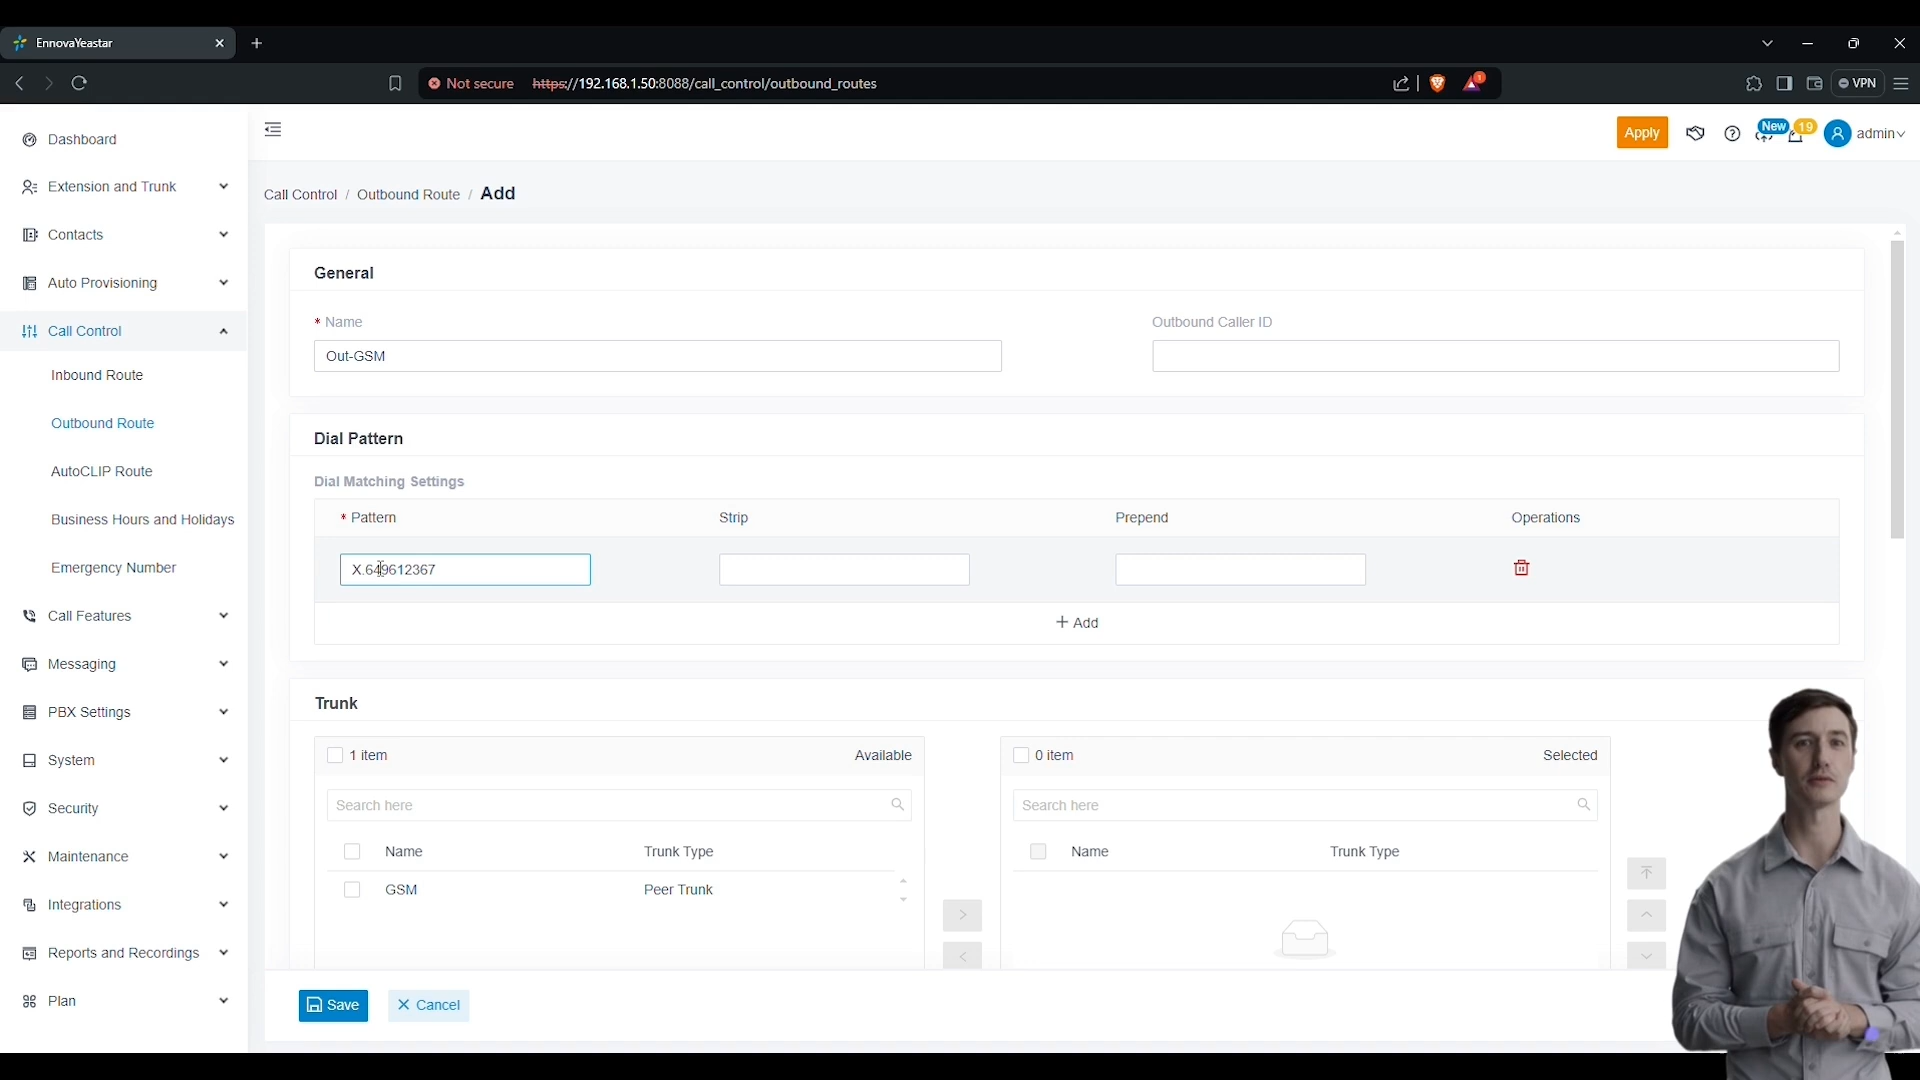 EnnovaYeastar
Not secure https://192.168.1.50:8088/call_control/outbound_routes
1
VPN
Dashboard
Extension and Trunk
Contacts
Auto Provisioning
Call Control
Inbound Route
Outbound Route
AutoCLIP Route
Business Hours and Holidays
Emergency Number
Call Features
Messaging
PBX Settings
System
Security
Maintenance
Integrations
Reports and Recordings
Plan
Apply
New
19
admin
Call Control / Outbound Route / Add
General
* Name
Outbound Caller ID
Out-GSM
Dial Pattern
Dial Matching Settings
* Pattern Strip Prepend Operations
X.649612367
+ Add
Trunk
1 item Available
Search here
Name Trunk Type
GSM Peer Trunk
0 item Selected
Search here
Name Trunk Type
Save
Cancel